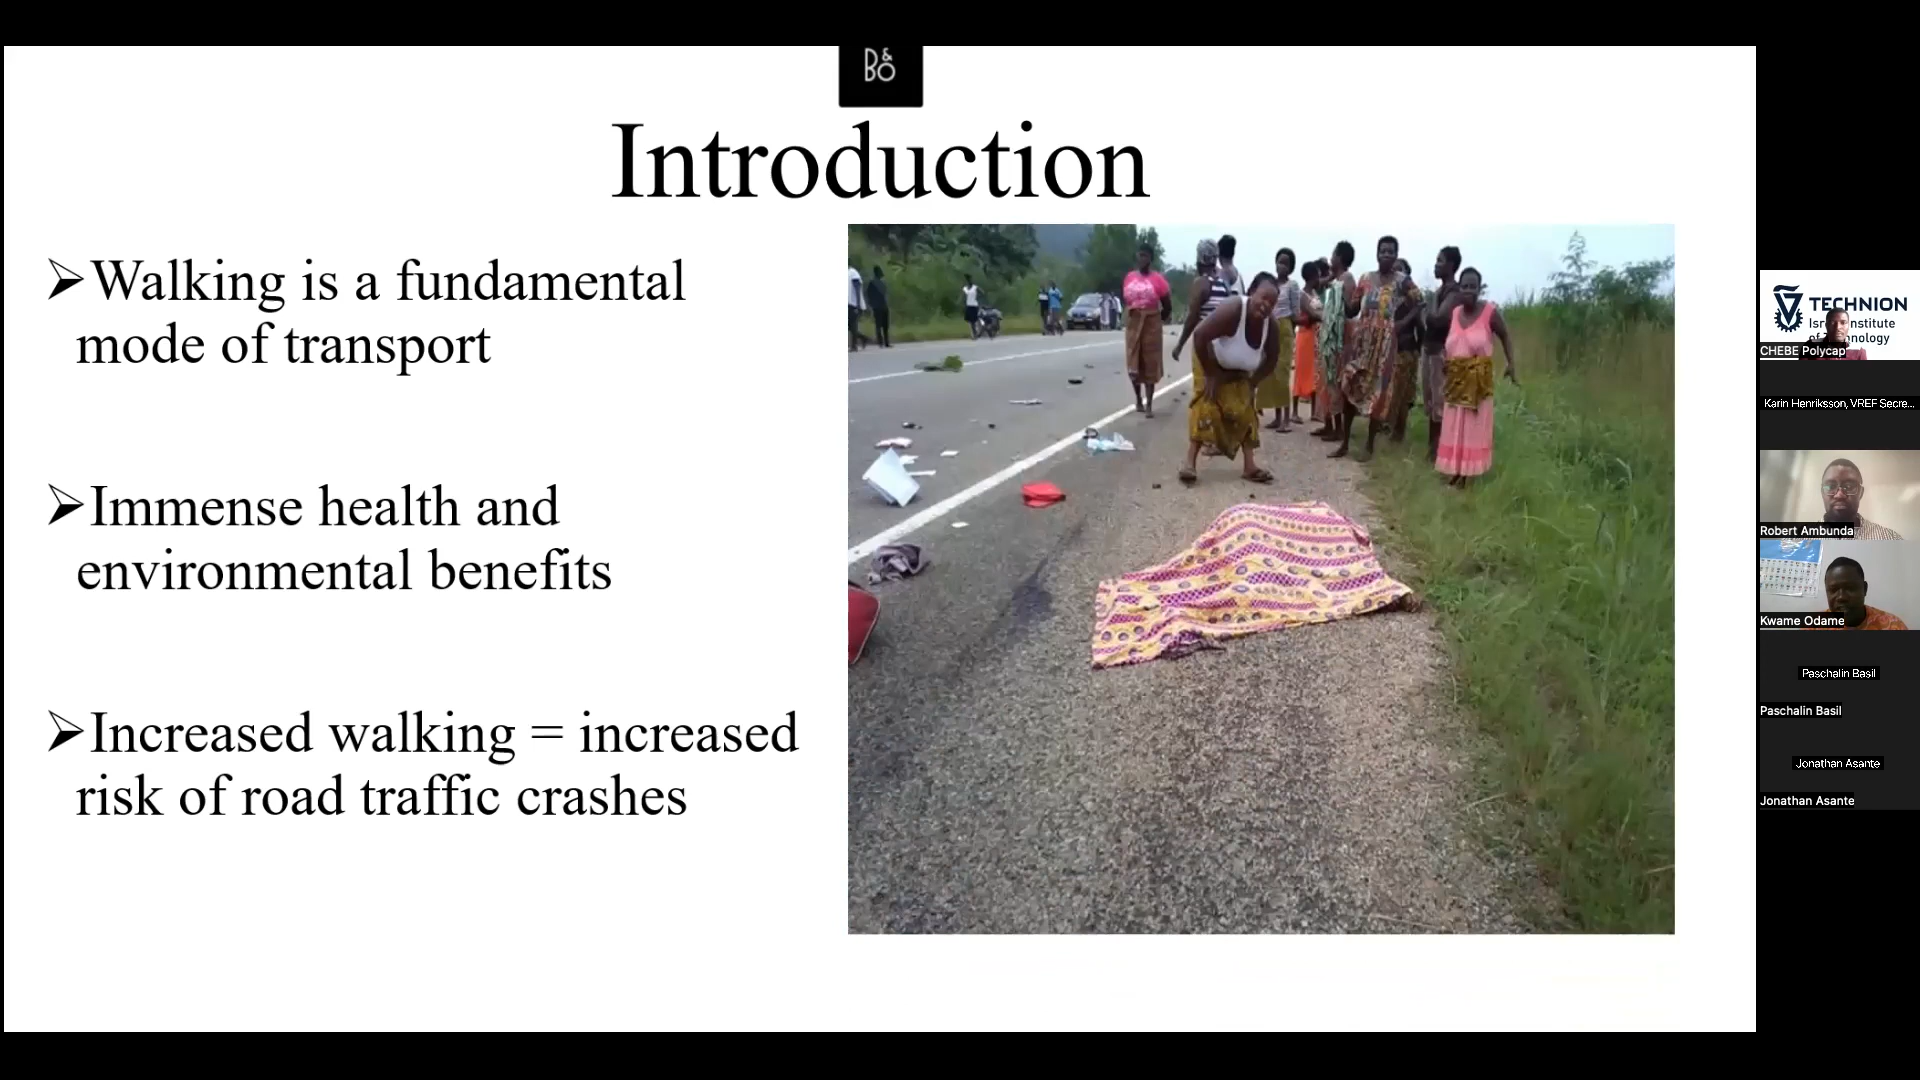 B&O
Introduction
➢Walking is a fundamental
mode of transport
➢Immense health and
environmental benefits
➢Increased walking = increased
risk of road traffic crashes
TECHNION
Institute
CHEBE Polycap
Karin Henriksson, VREF Secre...
Robert Ambunda
Kwame Odame
Paschalin Basil
Paschalin Basil
Jonathan Asante
Jonathan Asante